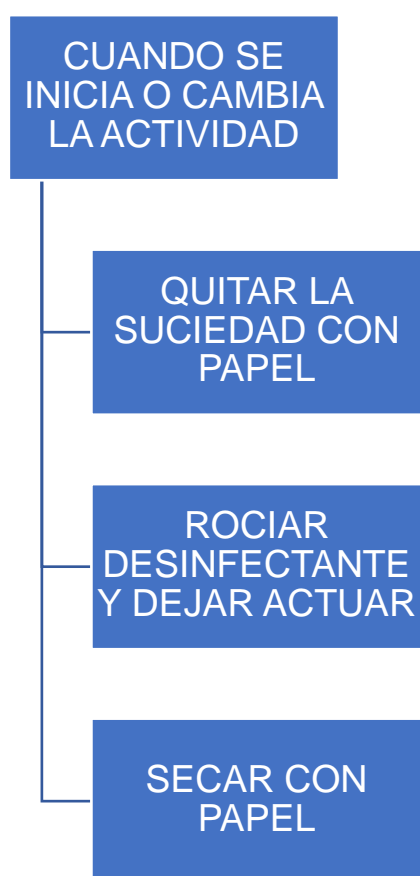 CUANDO SE
INICIA O CAMBIA
LA ACTIVIDAD
QUITAR LA
SUCIEDAD CON
PAPEL
ROCIAR
DESINFECTANTE
Y DEJAR ACTUAR
SECAR CON
PAPEL